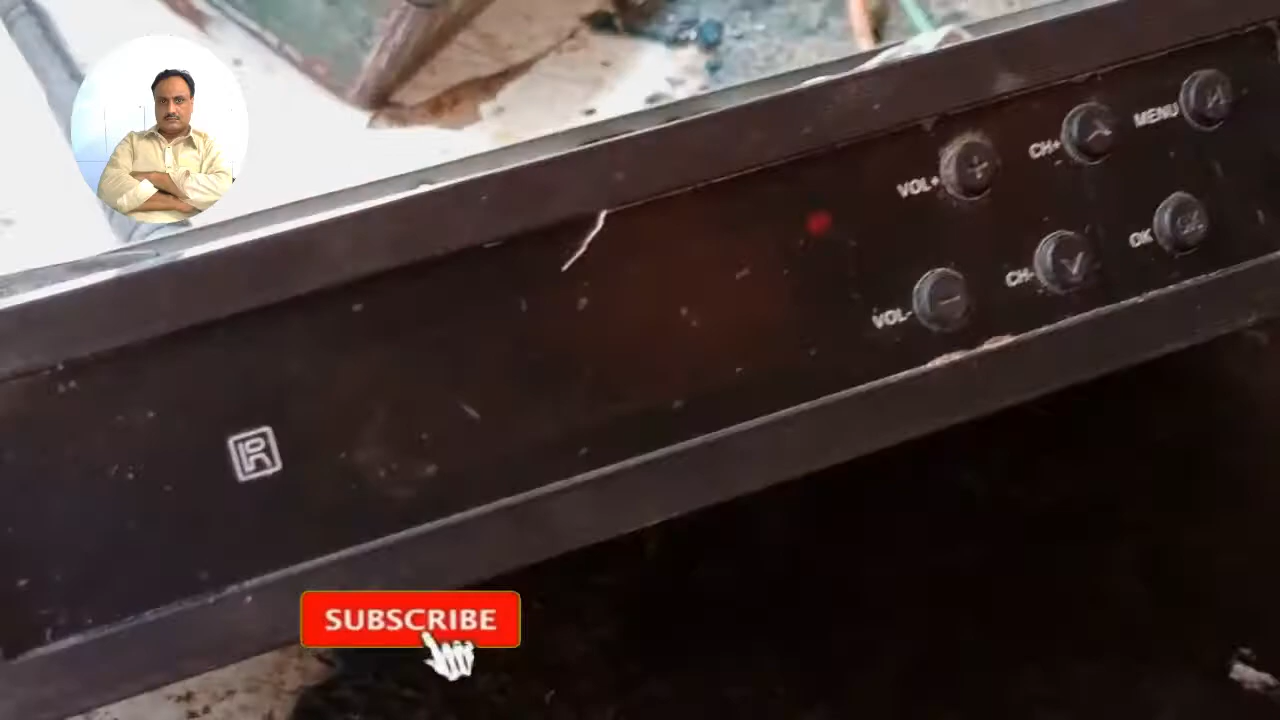 MENU
CH+
VOL+
OK
CH-
VOL-
R
SUBSCRIBE